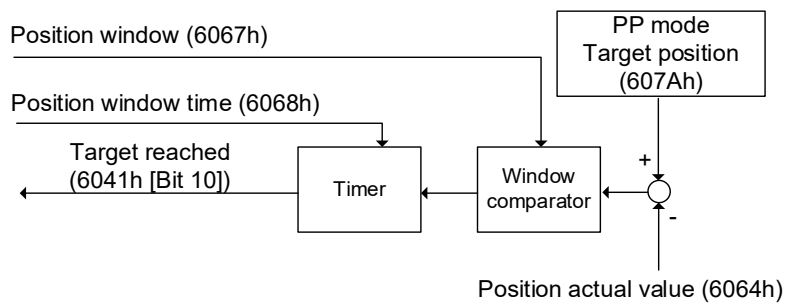 Position window (6067h)
PP mode
Target position
(607Ah)
Position window time (6068h)
Target reached
(6041h [Bit 10])
Timer
Window
comparator
+
-
Position actual value (6064h)